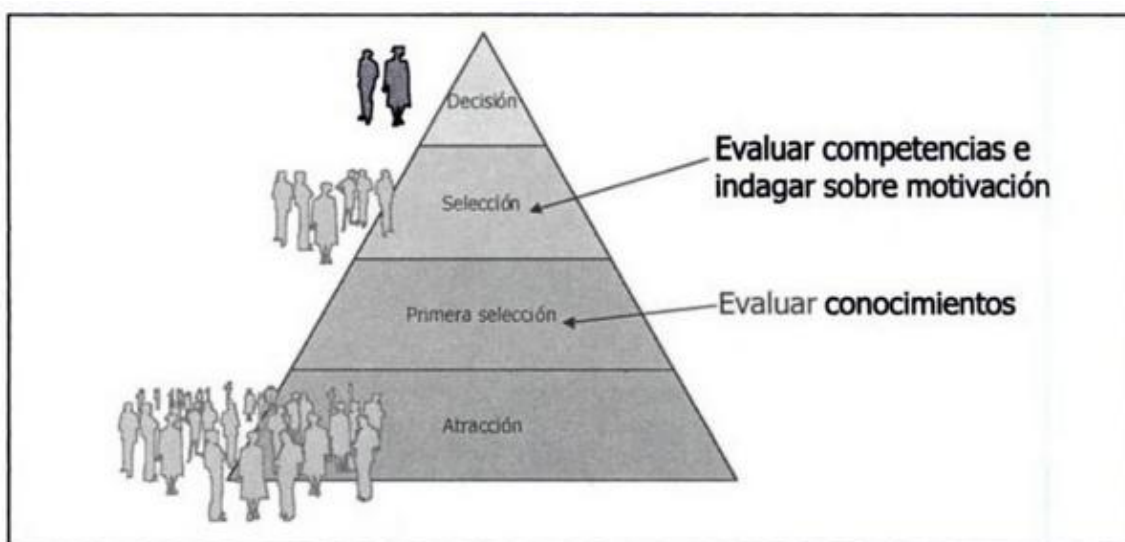 Decisión
Evaluar competencias e
indagar sobre motivación
Selección
Primera selección
Evaluar conocimientos
Atracción